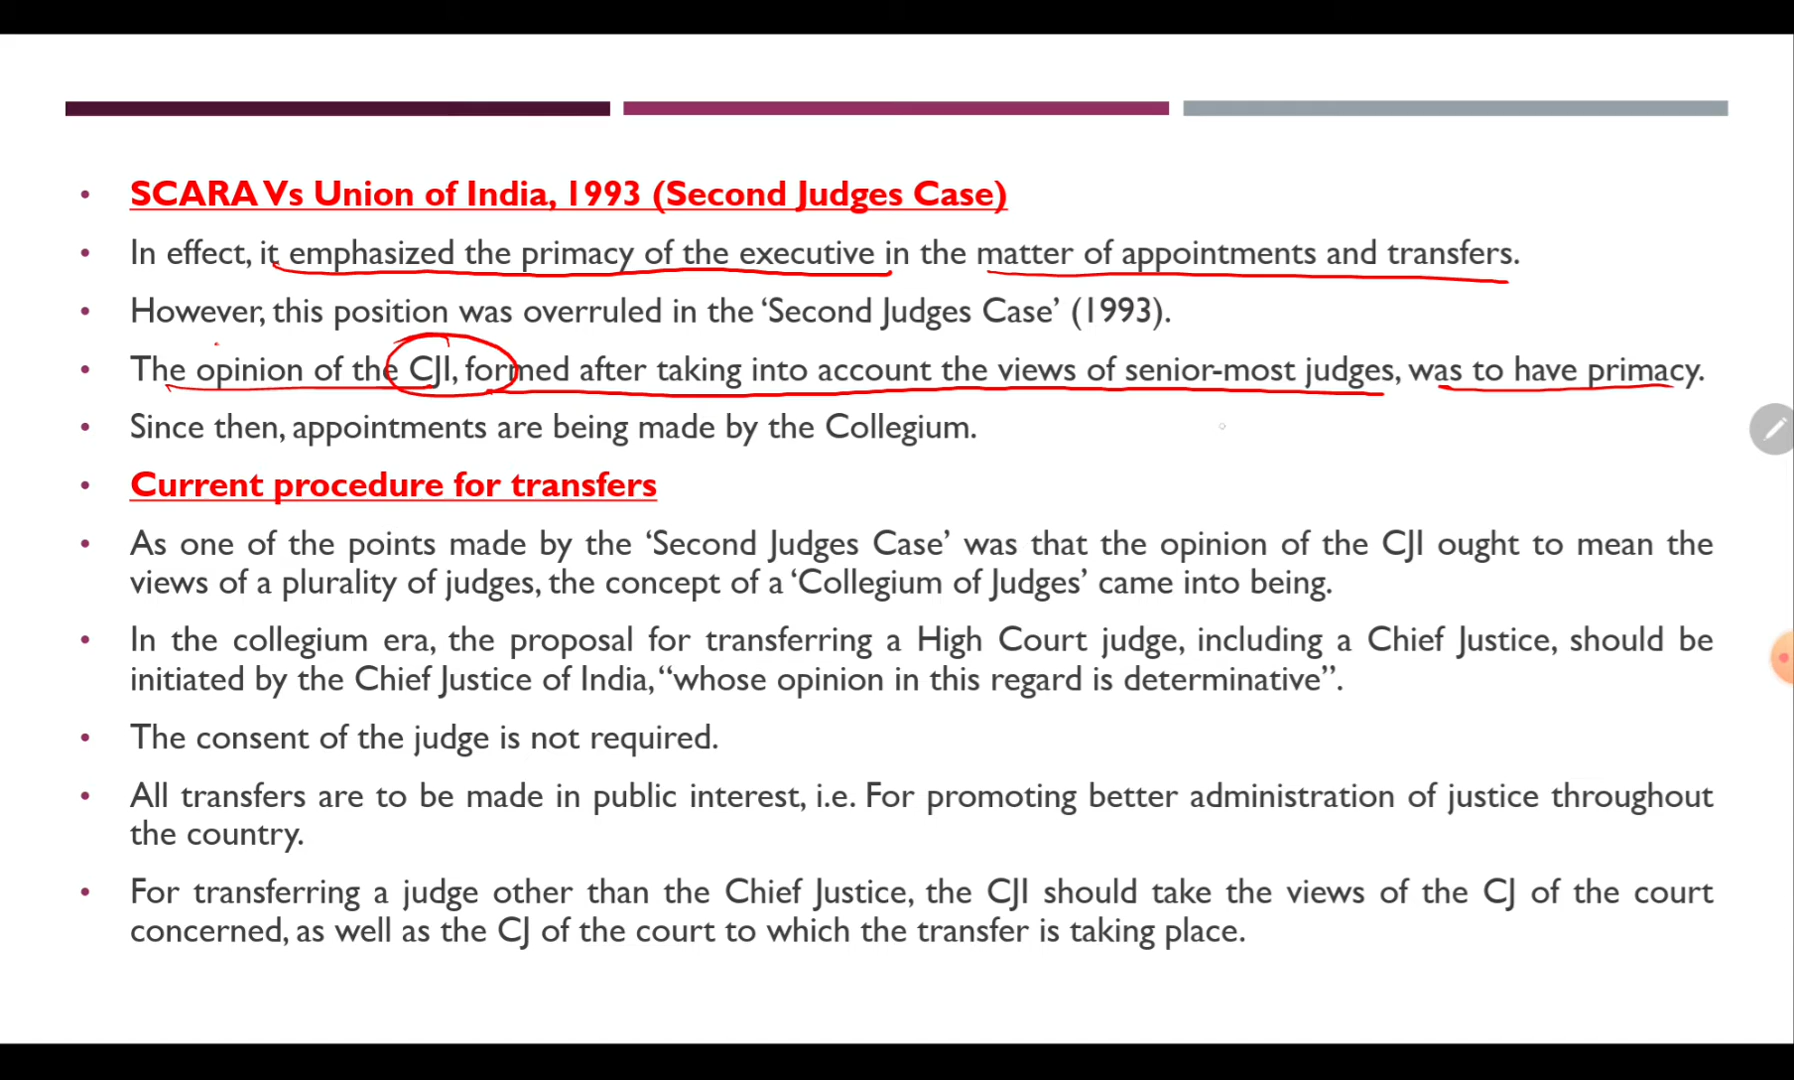 SCARA Vs Union of India, 1993 (Second Judges Case)
In effect, it emphasized the primacy of the executive in the matter of appointments and transfers.
However, this position was overruled in the ‘Second Judges Case’ (1993).
The opinion of the CJI, formed after taking into account the views of senior-most judges, was to have primacy.
Since then, appointments are being made by the Collegium.
Current procedure for transfers
As one of the points made by the ‘Second Judges Case’ was that the opinion of the CJI ought to mean the
views of a plurality of judges, the concept of a ‘Collegium of Judges’ came into being.
In the collegium era, the proposal for transferring a High Court judge, including a Chief Justice, should be
initiated by the Chief Justice of India, “whose opinion in this regard is determinative”.
The consent of the judge is not required.
All transfers are to be made in public interest, i.e. For promoting better administration of justice throughout
the country.
For transferring a judge other than the Chief Justice, the CJI should take the views of the CJ of the court
concerned, as well as the CJ of the court to which the transfer is taking place.